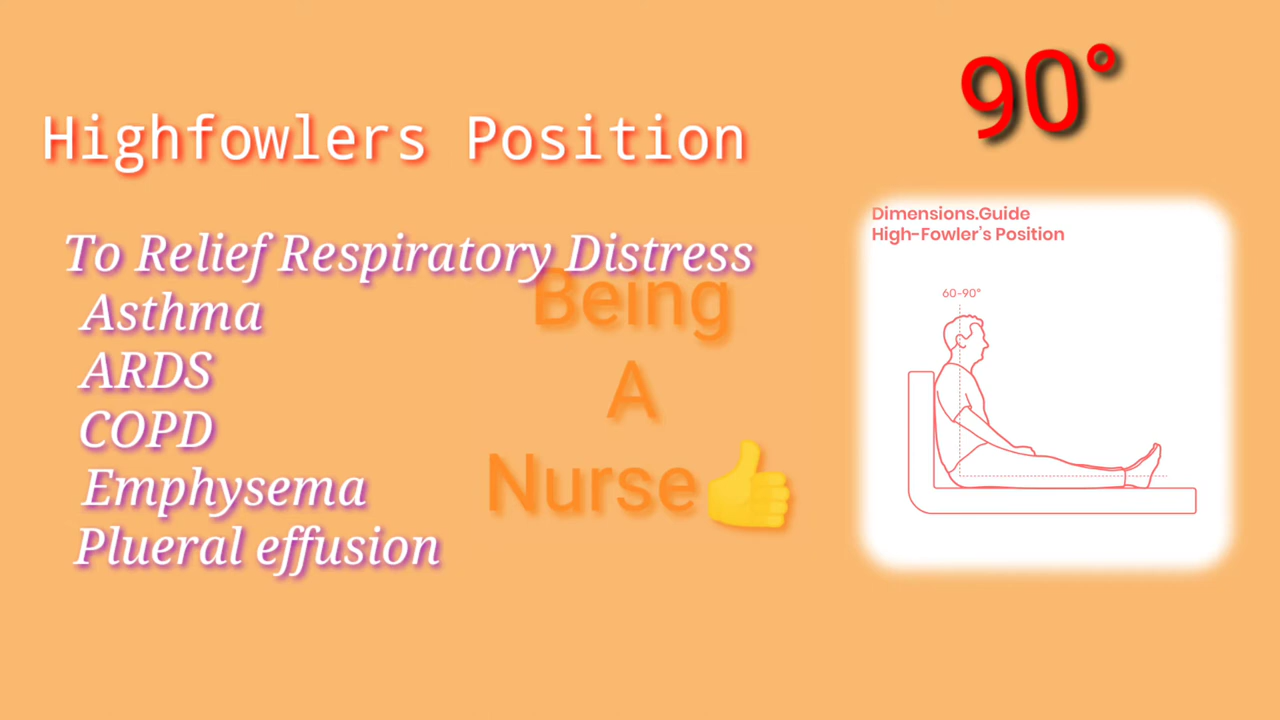 90°
Highfowlers Position
To Relief Respiratory Distress
Asthma
ARDS
COPD
Emphysema
Plueral effusion
Being
A
Nurse👍
Dimensions.Guide
High-Fowler's Position
60-90°